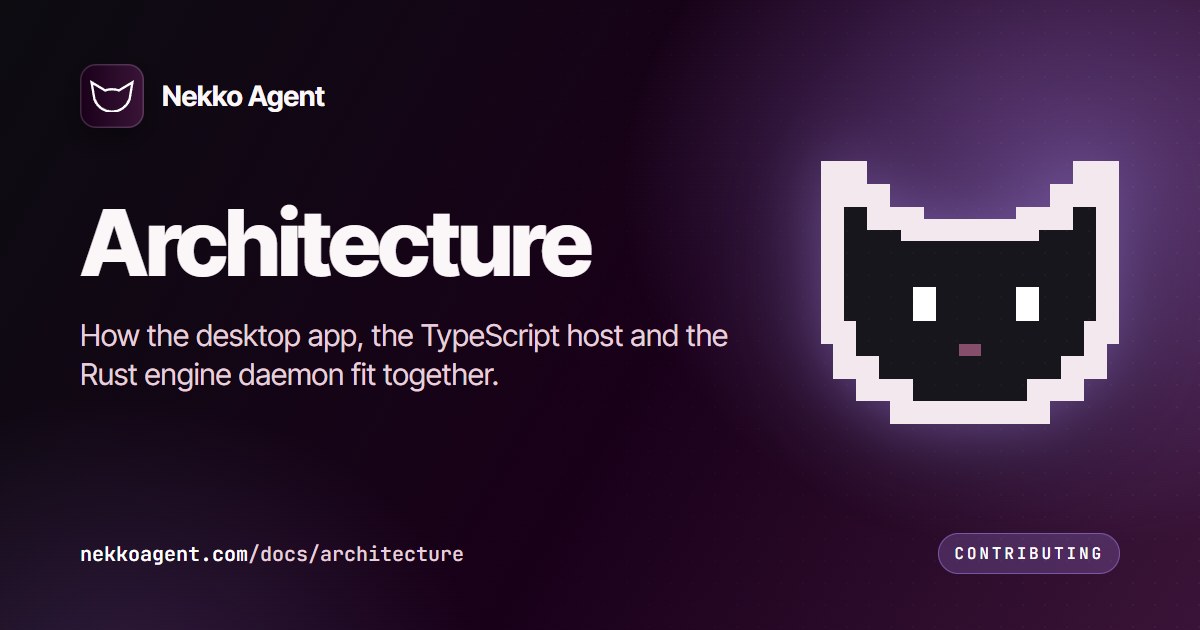 Nekko Agent
Architecture
How the desktop app, the TypeScript host and the
Rust engine daemon fit together.
nekkoagent.com/docs/architecture
CONTRIBUTING